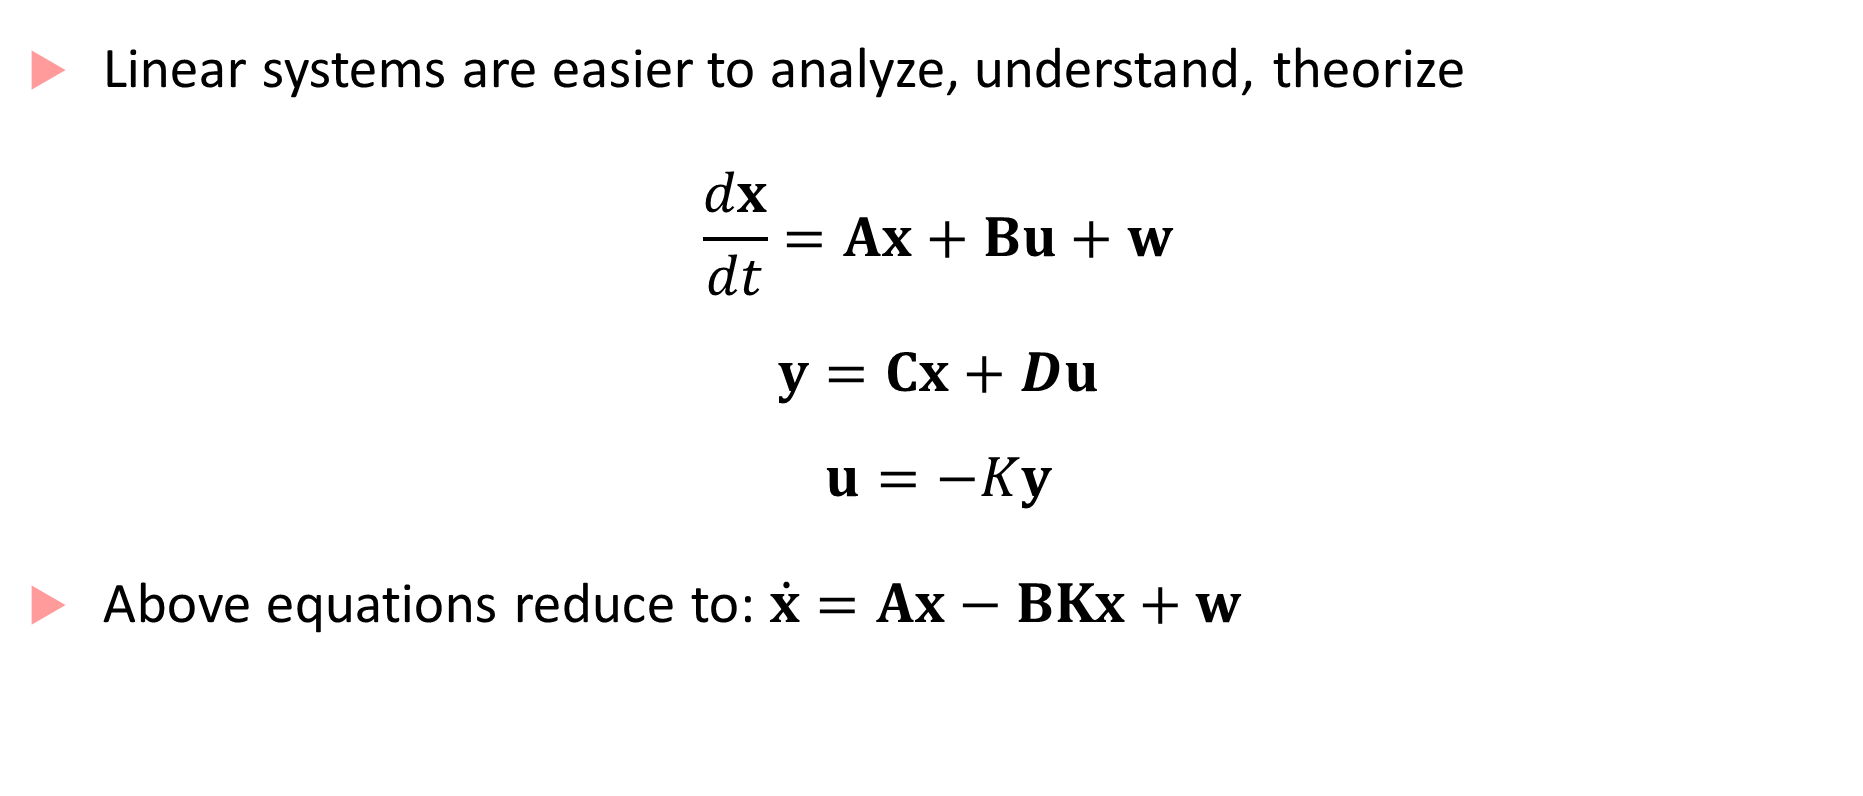 Linear systems are easier to analyze, understand, theorize
d𝐱/dt = 𝐀𝐱 + 𝐁𝐮 + 𝐰
𝐲 = 𝐂𝐱 + 𝑫𝐮
𝐮 = −𝐾𝐲
Above equations reduce to: 𝐱̇ = 𝐀𝐱 − 𝐁𝐊𝐱 + 𝐰